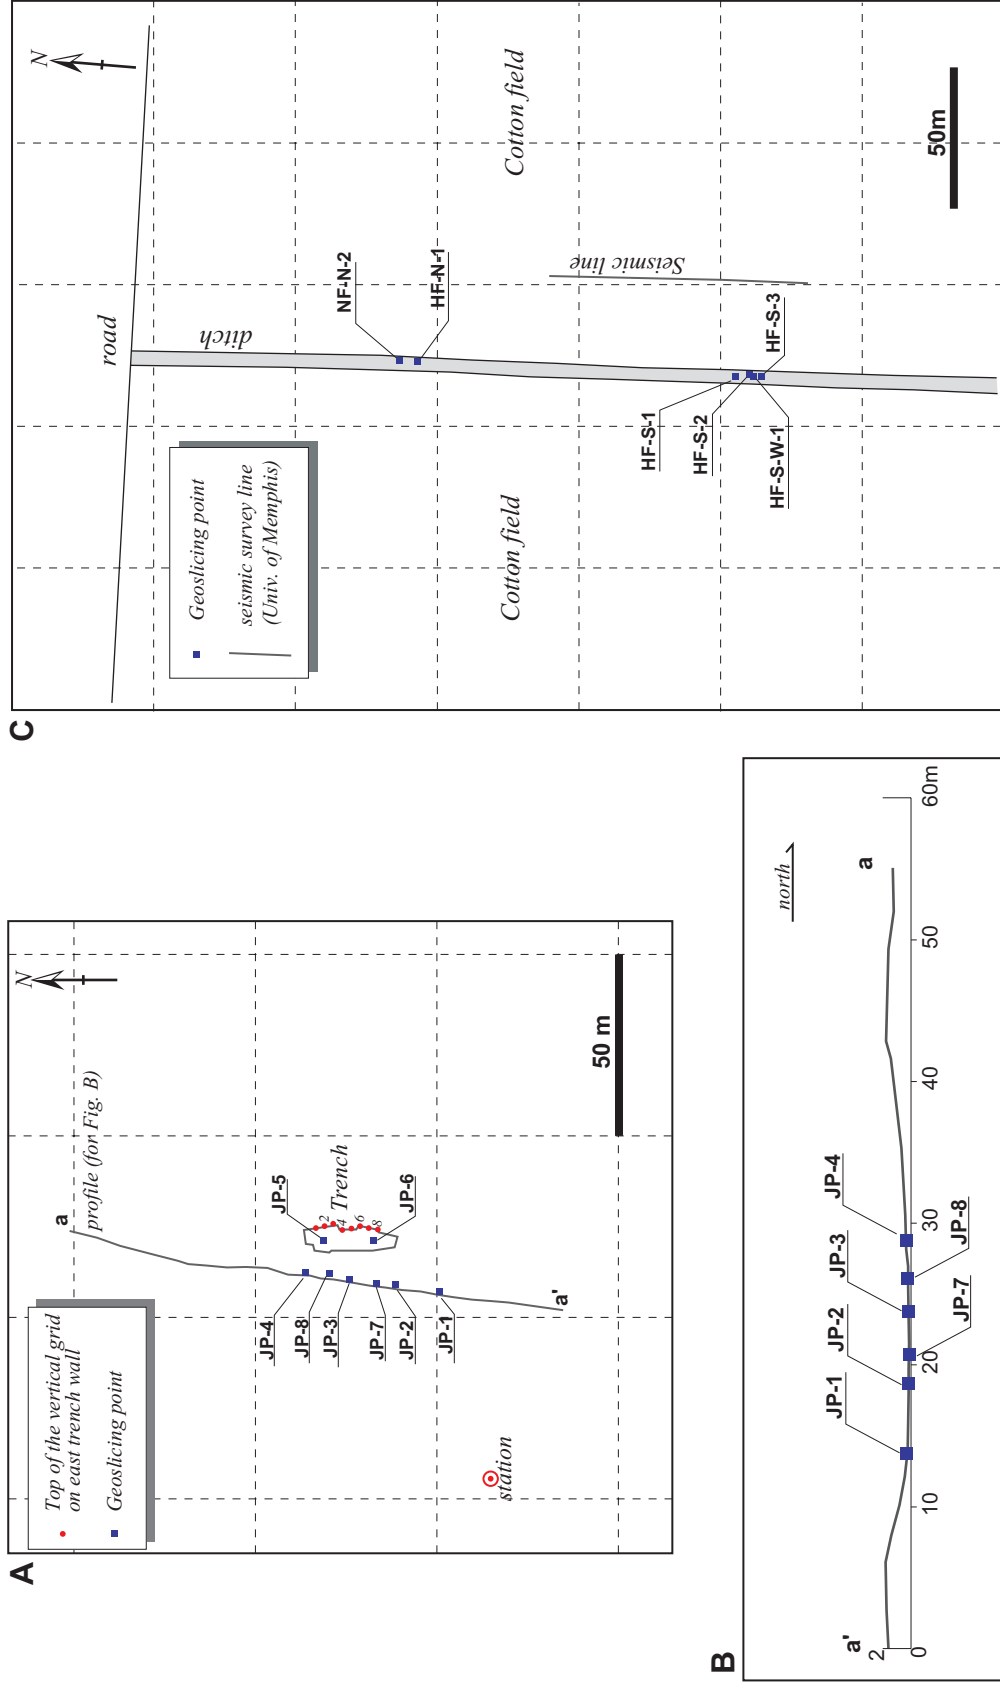 A
Top of the vertical grid
on east trench wall
Geoslicing point
N
a
profile (for Fig. B)
JP-5
2
4
6
8
Trench
JP-6
JP-4
JP-8
JP-3
JP-7
JP-2
JP-1
a'
station
50 m
B
north
a'
a
2
0
10
20
30
40
50
60m
JP-1
JP-2
JP-3
JP-4
JP-7
JP-8
C
N
road
ditch
Geoslicing point
seismic survey line
(Univ. of Memphis)
NF-N-2
HF-N-1
Cotton field
Cotton field
Seismic line
HF-S-1
HF-S-2
HF-S-W-1
HF-S-3
50m